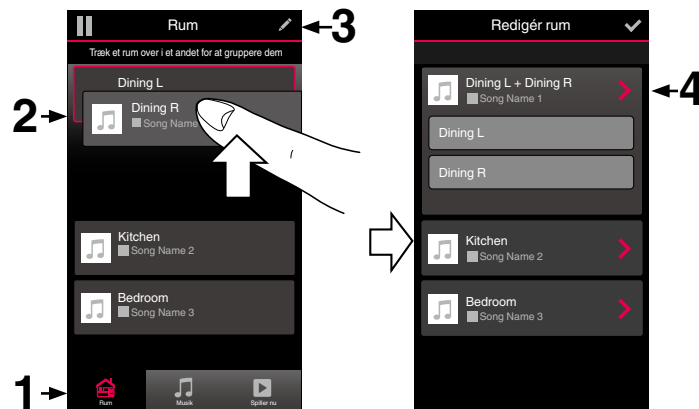 Rum
3
Træk et rum over i et andet for at gruppere dem
2
Dining L
Dining R
Song Name
Kitchen
Song Name 2
Bedroom
Song Name 3
1
Rum
Musik
Spiller nu
Redigér rum
Dining L + Dining R
Song Name 1
4
Dining L
Dining R
Kitchen
Song Name 2
Bedroom
Song Name 3